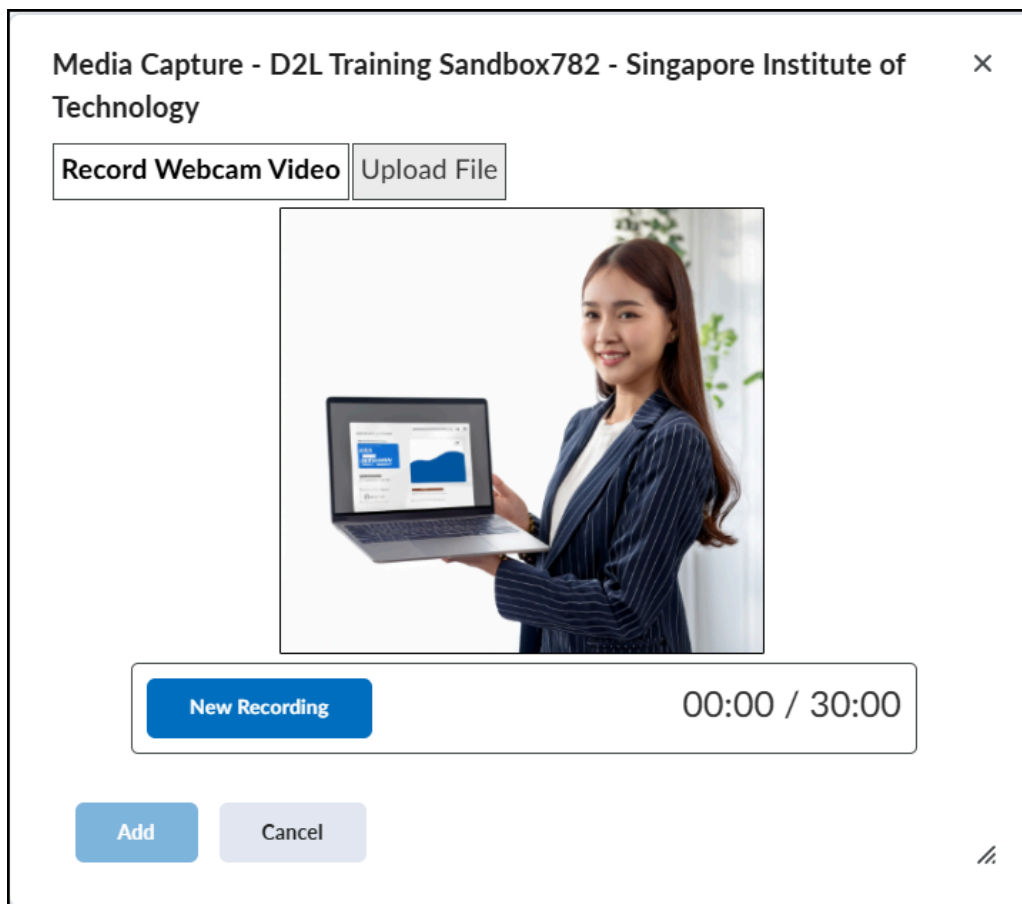 Media Capture - D2L Training Sandbox782 - Singapore Institute of
Technology
Record Webcam Video
Upload File
New Recording
00:00 / 30:00
Add
Cancel